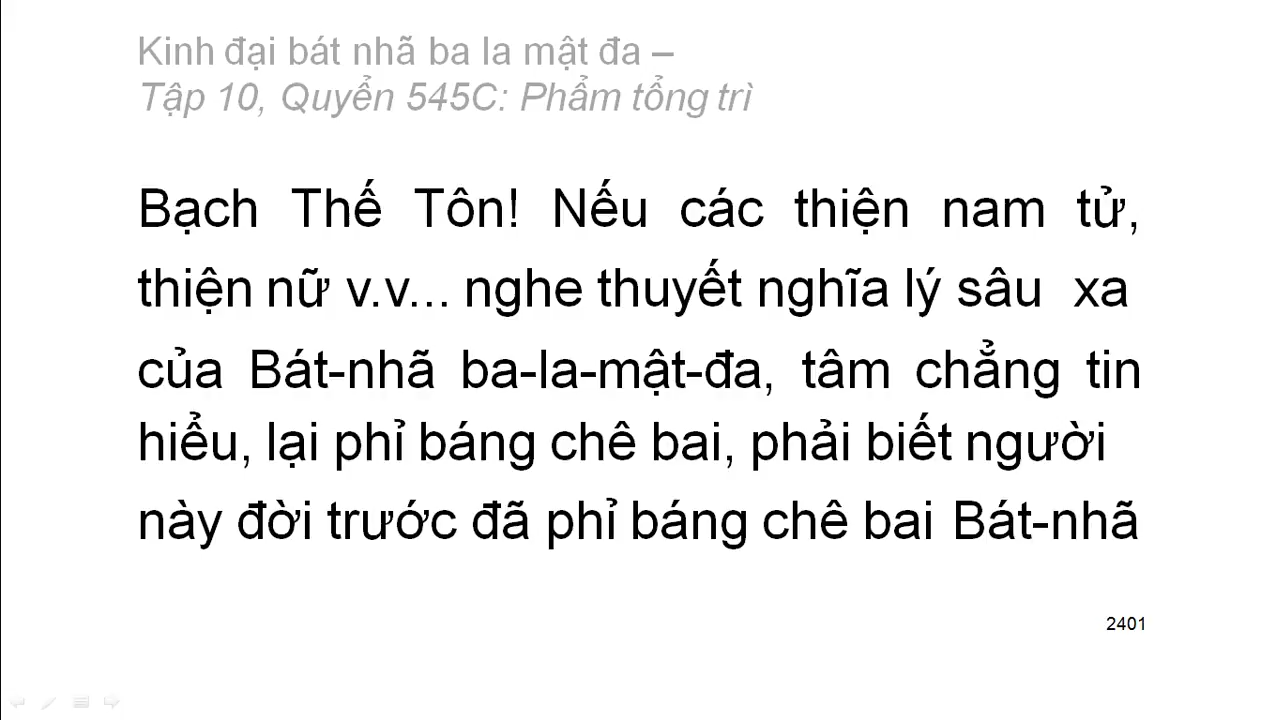 Kinh đại bát nhã ba la mật đa –
Tập 10, Quyển 545C: Phẩm tổng trì
Bạch Thế Tôn! Nếu các thiện nam tử,
thiện nữ v.v... nghe thuyết nghĩa lý sâu xa
của Bát-nhã ba-la-mật-đa, tâm chẳng tin
hiểu, lại phỉ báng chê bai, phải biết người
này đời trước đã phỉ báng chê bai Bát-nhã
2401